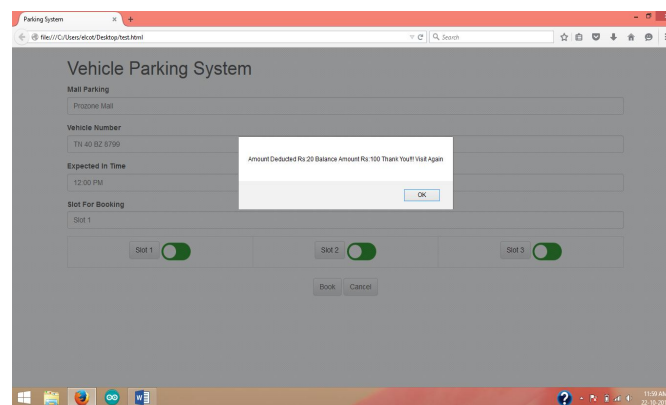 Parking System
file:///C:/Users/elcot/Desktop/test.html
Search
Vehicle Parking System
Mall Parking
Prozone Mall
Vehicle Number
TN 40 BZ 6799
Amount Deducted Rs:20 Balance Amount Rs:100 Thank You!!! Visit Again
Expected In Time
12.00 PM
OK
Slot For Booking
Slot 1
Slot 1 Slot 2 Slot 3
Book Cancel
11:59 AM